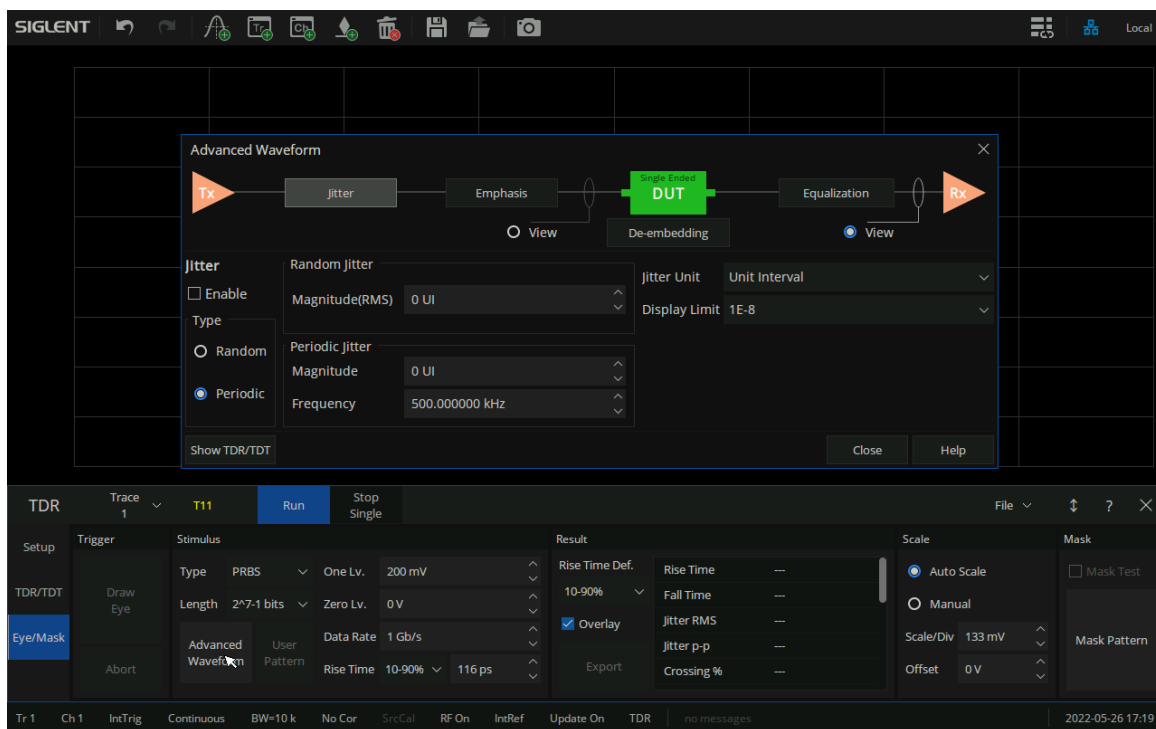 SIGLENT Tr Ch Local
Advanced Waveform
Tx Jitter Emphasis Single Ended DUT Equalization Rx
View De-embedding View
Jitter Random Jitter
Enable Magnitude(RMS) 0 UI
Jitter Unit Unit Interval
Display Limit 1E-8
Type
Random
Periodic
Periodic Jitter
Magnitude 0 UI
Frequency 500.000000 kHz
Show TDR/TDT Close Help
TDR Trace 1 T11 Run Stop Single File ?
Setup
TDR/TDT
Eye/Mask
Trigger
Draw Eye
Abort
Stimulus
Type PRBS One Lv. 200 mV
Length 2^7-1 bits Zero Lv. 0 V
Advanced Waveform User Pattern Data Rate 1 Gb/s
Rise Time 10-90% 116 ps
Result
Rise Time Def.
10-90%
Overlay
Export
Rise Time ---
Fall Time ---
Jitter RMS ---
Jitter p-p ---
Crossing % ---
Scale
Auto Scale
Manual
Scale/Div 133 mV
Offset 0 V
Mask
Mask Test
Mask Pattern
Tr 1 Ch 1 IntTrig Continuous BW=10 k No Cor SrcCal RF On IntRef Update On TDR no messages 2022-05-26 17:19